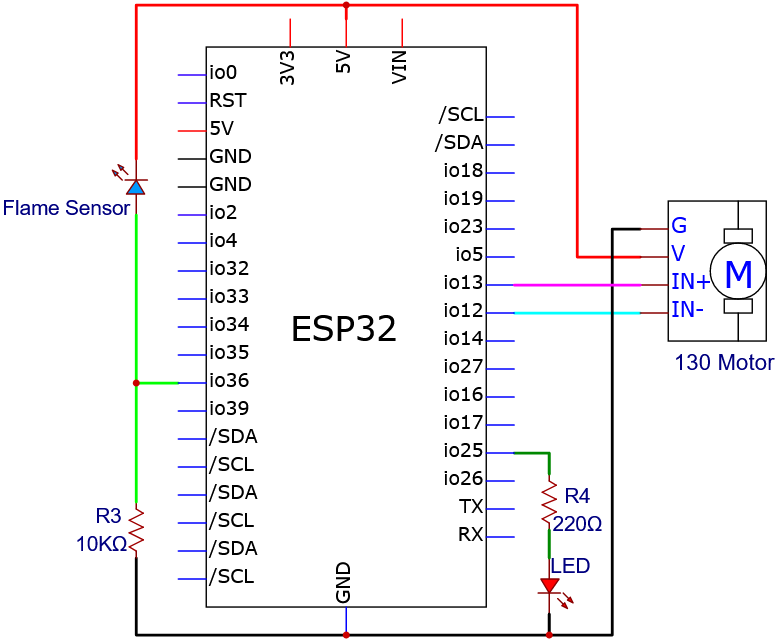 3V3
5V
VIN
io0
RST
5V
GND
GND
io2
io4
io32
io33
io34
io35
io36
io39
/SDA
/SCL
/SDA
/SCL
/SDA
/SCL
ESP32
/SCL
/SDA
io18
io19
io23
io5
io13
io12
io14
io27
io16
io17
io25
io26
TX
RX
GND
Flame Sensor
R3
10KΩ
G
V
IN+
IN-
M
130 Motor
R4
220Ω
LED